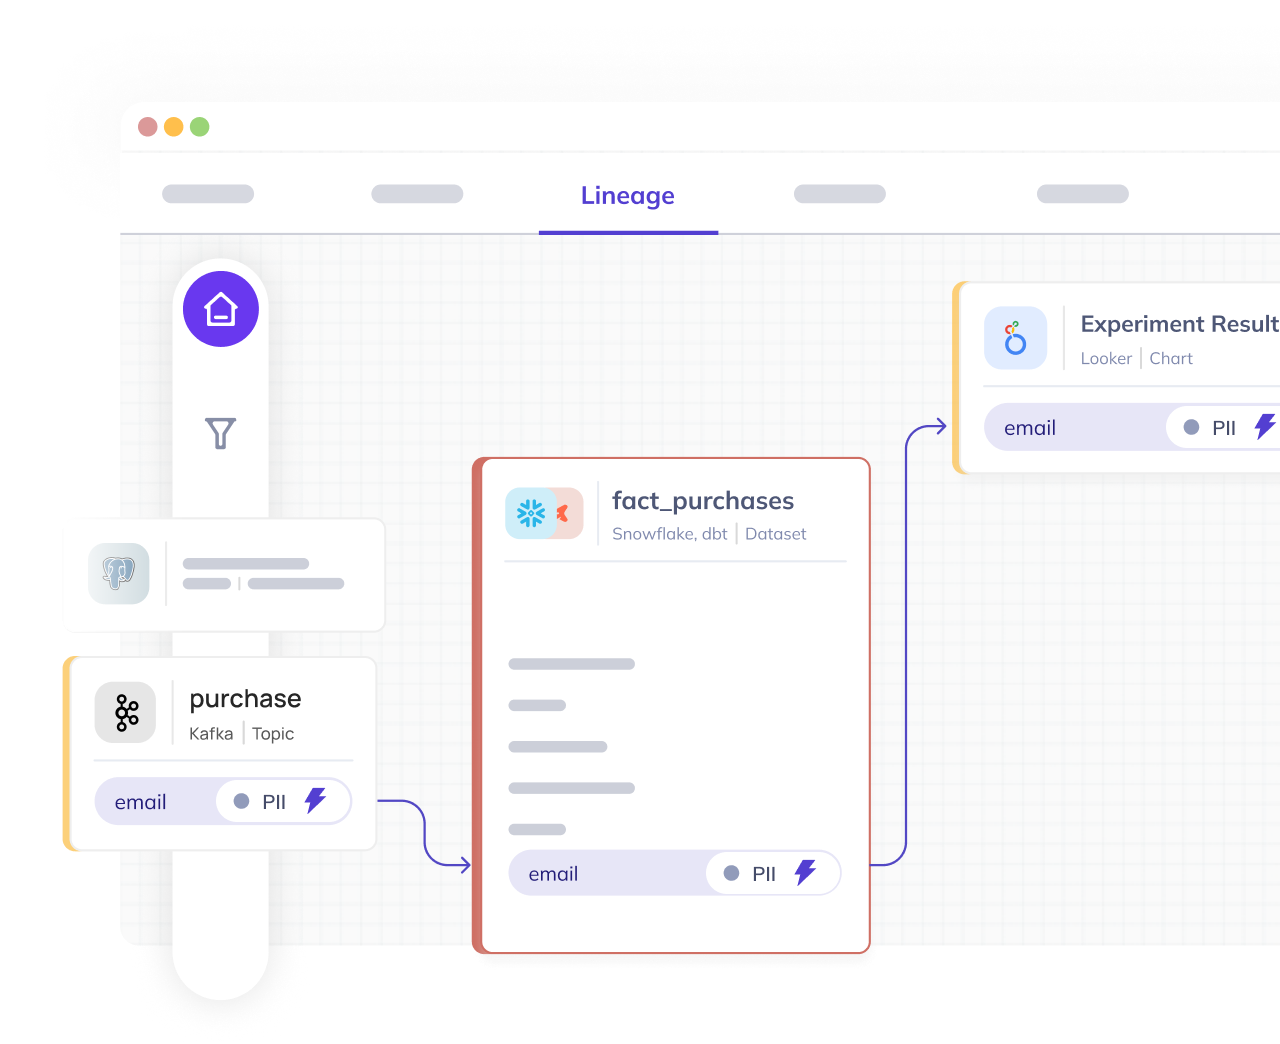 Lineage
Experiment Result
Looker | Chart
email PII
fact_purchases
Snowflake, dbt | Dataset
email PII
purchase
Kafka | Topic
email PII